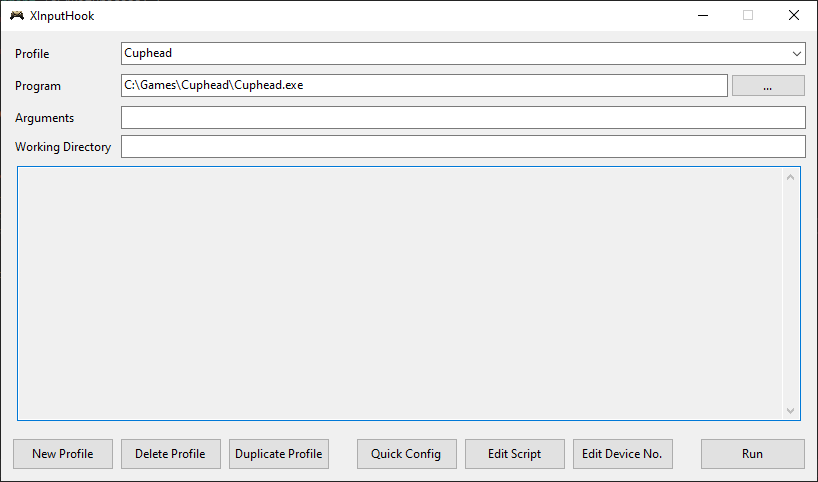 XInputHook
Profile Cuphead
Program C:\Games\Cuphead\Cuphead.exe ...
Arguments
Working Directory
New Profile Delete Profile Duplicate Profile Quick Config Edit Script Edit Device No. Run